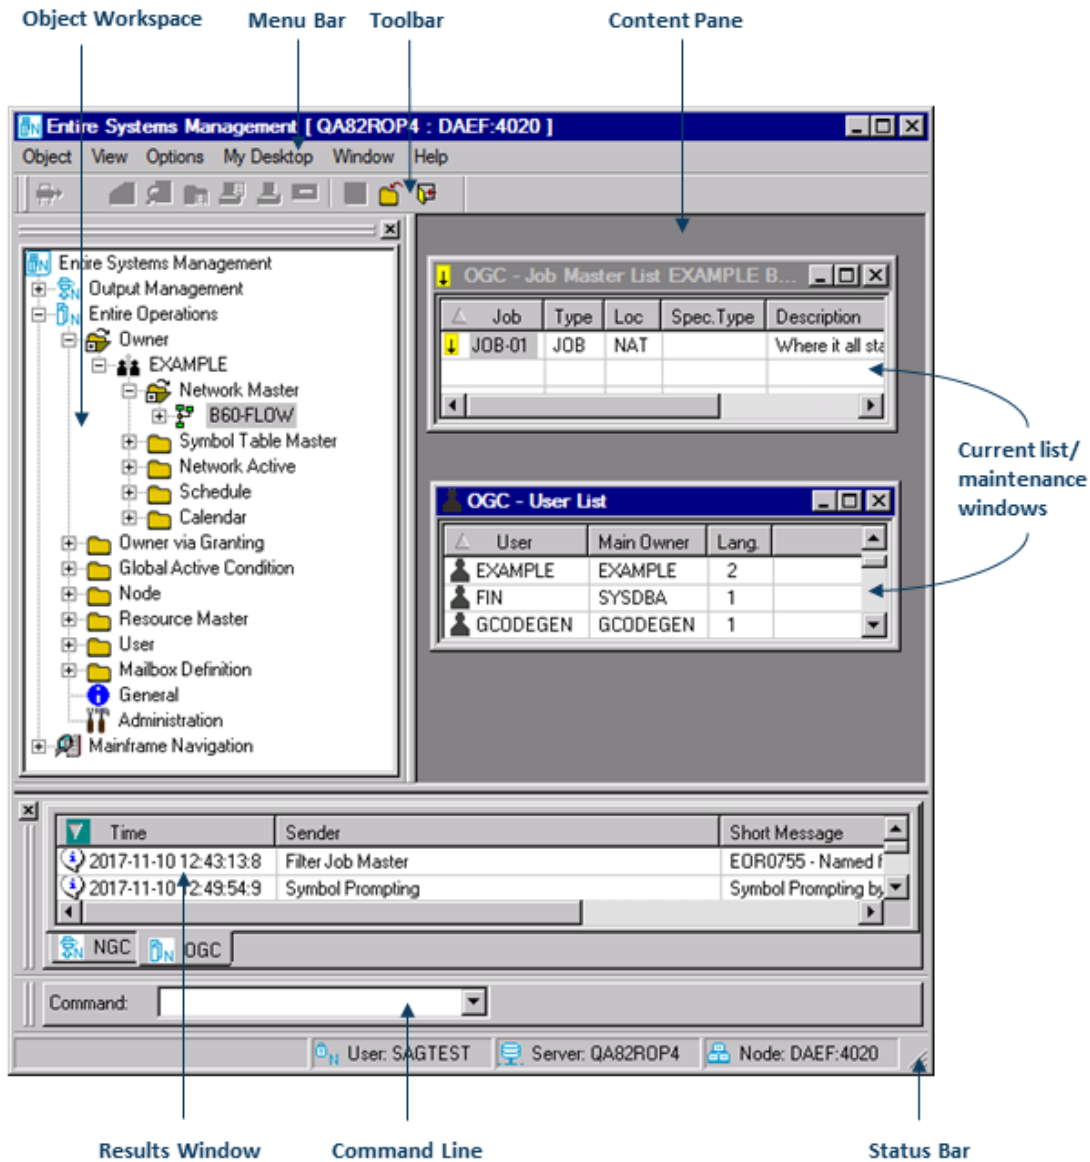 Object Workspace
Menu Bar
Toolbar
Content Pane
Entire Systems Management [ QA82ROP4 : DAEF:4020 ]
Object View Options My Desktop Window Help
Entire Systems Management
Output Management
Entire Operations
Owner
EXAMPLE
Network Master
B60-FLOW
Symbol Table Master
Network Active
Schedule
Calendar
Owner via Granting
Global Active Condition
Node
Resource Master
User
Mailbox Definition
General
Administration
Mainframe Navigation
OGC - Job Master List EXAMPLE B...
Job Type Loc Spec.Type Description
JOB-01 JOB NAT Where it all sta
OGC - User List
User Main Owner Lang.
EXAMPLE EXAMPLE 2
FIN SYSDBA 1
GCODEGEN GCODEGEN 1
Current list/
maintenance
windows
Time Sender Short Message
2017-11-10 12:43:13:8 Filter Job Master EOR0755 - Named f
2017-11-10 12:49:54:9 Symbol Prompting Symbol Prompting by
NGC OGC
Command:
User: SAGTEST Server: QA82ROP4 Node: DAEF:4020
Results Window
Command Line
Status Bar